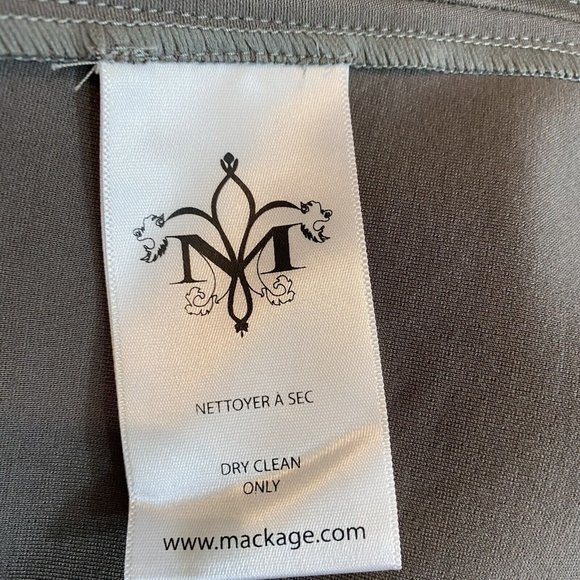 M
NETTOYER À SEC
DRY CLEAN
ONLY
www.mackage.com